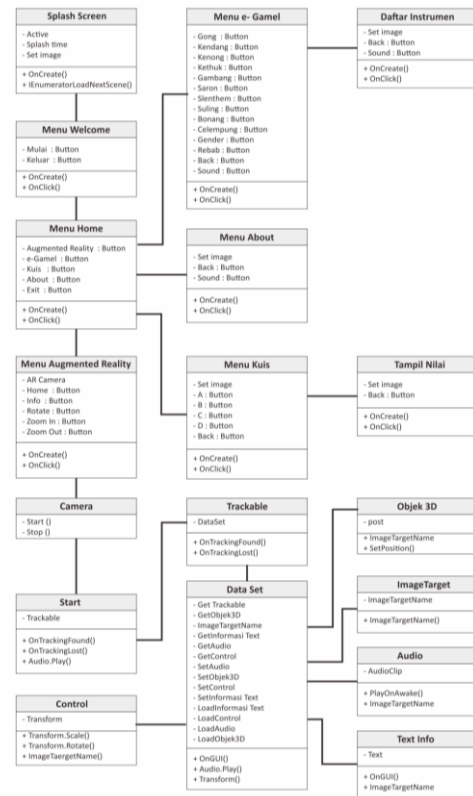 Splash Screen
- Active
- Splash time
- Set image
+ OnCreate()
+ IEnumeratorLoadNextScene()
Menu Welcome
- Mulai : Button
- Keluar : Button
+ OnCreate()
+ OnClick()
Menu Home
- Augmented Reality : Button
- e-Gamel : Button
- Kuis : Button
- About : Button
- Exit : Button
+ OnCreate()
+ OnClick()
Menu Augmented Reality
- AR Camera
- Home : Button
- Info : Button
- Rotate : Button
- Zoom In : Button
- Zoom Out : Button
+ OnCreate()
+ OnClick()
Camera
- Start ()
- Stop ()
Start
- Trackable
+ OnTrackingFound()
+ OnTrackingLost()
+ Audio.Play()
Control
- Transform
+ Transform.Scale()
+ Transform.Rotate()
+ ImageTaergetName()
Menu e- Gamel
- Gong : Button
- Kendang : Button
- Kenong : Button
- Kethuk : Button
- Gambang : Button
- Saron : Button
- Slenthem : Button
- Suling : Button
- Bonang : Button
- Celempung : Button
- Gender : Button
- Rebab : Button
- Back : Button
- Sound : Button
+ OnCreate()
+ OnClick()
Menu About
- Set image
- Back : Button
- Sound : Button
+ OnCreate()
+ OnClick()
Menu Kuis
- Set image
- A : Button
- B : Button
- C : Button
- D : Button
- Back : Button
+ OnCreate()
+ OnClick()
Trackable
- DataSet
+ OnTrackingFound()
+ OnTrackingLost()
Data Set
- Get Trackable
- GetObjek3D
- ImageTargetName
- GetInformasi Text
- GetAudio
- GetControl
- SetAudio
- SetObjek3D
- SetControl
- SetInformasi Text
- LoadInformasi Text
- LoadControl
- LoadAudio
- LoadObjek3D
+ OnGUI()
+ Audio.Play()
+ Transform()
Daftar Instrumen
- Set image
- Back : Button
- Sound : Button
+ OnCreate()
+ OnClick()
Tampil Nilai
- Set image
- Back : Button
+ OnCreate()
+ OnClick()
Objek 3D
- post
+ ImageTargetName
+ SetPosition()
ImageTarget
- ImageTargetName
+ ImageTargetName()
Audio
- AudioClip
+ PlayOnAwake()
+ ImageTargetName
Text Info
- Text
+ OnGUI()
+ ImageTargetName